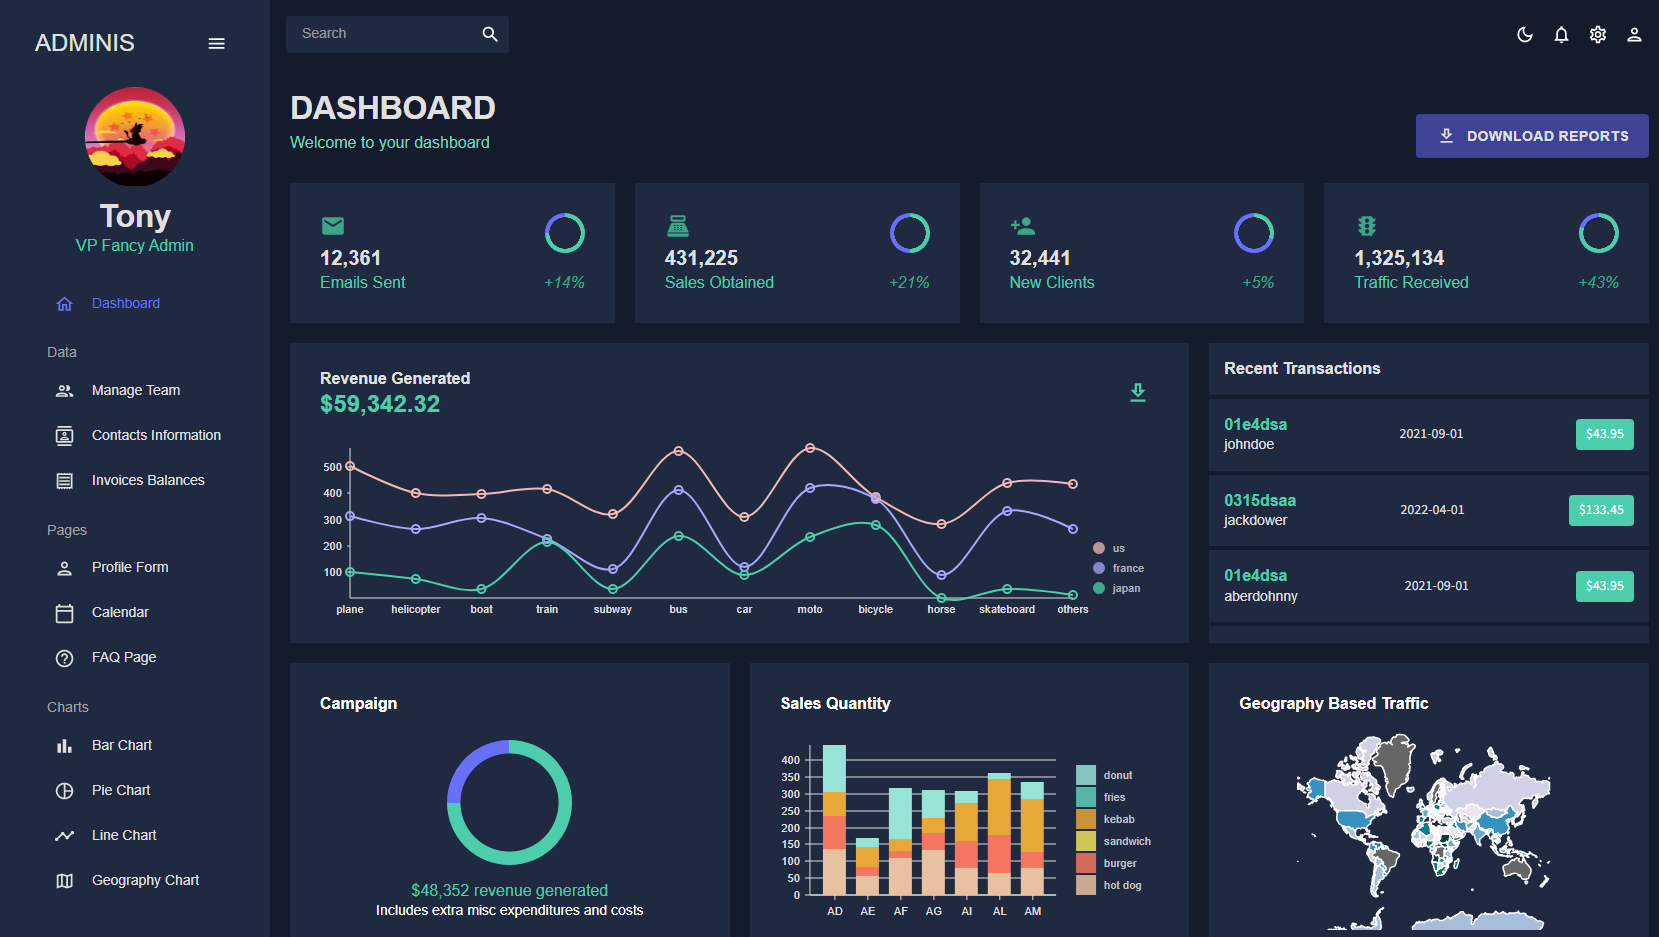 ADMINIS
Search
Tony
VP Fancy Admin
Dashboard
Data
Manage Team
Contacts Information
Invoices Balances
Pages
Profile Form
Calendar
FAQ Page
Charts
Bar Chart
Pie Chart
Line Chart
Geography Chart
DASHBOARD
Welcome to your dashboard
DOWNLOAD REPORTS
12,361
Emails Sent
+14%
431,225
Sales Obtained
+21%
32,441
New Clients
+5%
1,325,134
Traffic Received
+43%
Revenue Generated
$59,342.32
500
400
300
200
100
plane helicopter boat train subway bus car moto bicycle horse skateboard others
us
france
japan
Recent Transactions
01e4dsa
johndoe
2021-09-01
$43.95
0315dsaa
jackdower
2022-04-01
$133.45
01e4dsa
aberdohnny
2021-09-01
$43.95
Campaign
$48,352 revenue generated
Includes extra misc expenditures and costs
Sales Quantity
400
350
300
250
200
150
100
50
0
AD AE AF AG AI AL AM
donut
fries
kebab
sandwich
burger
hot dog
Geography Based Traffic